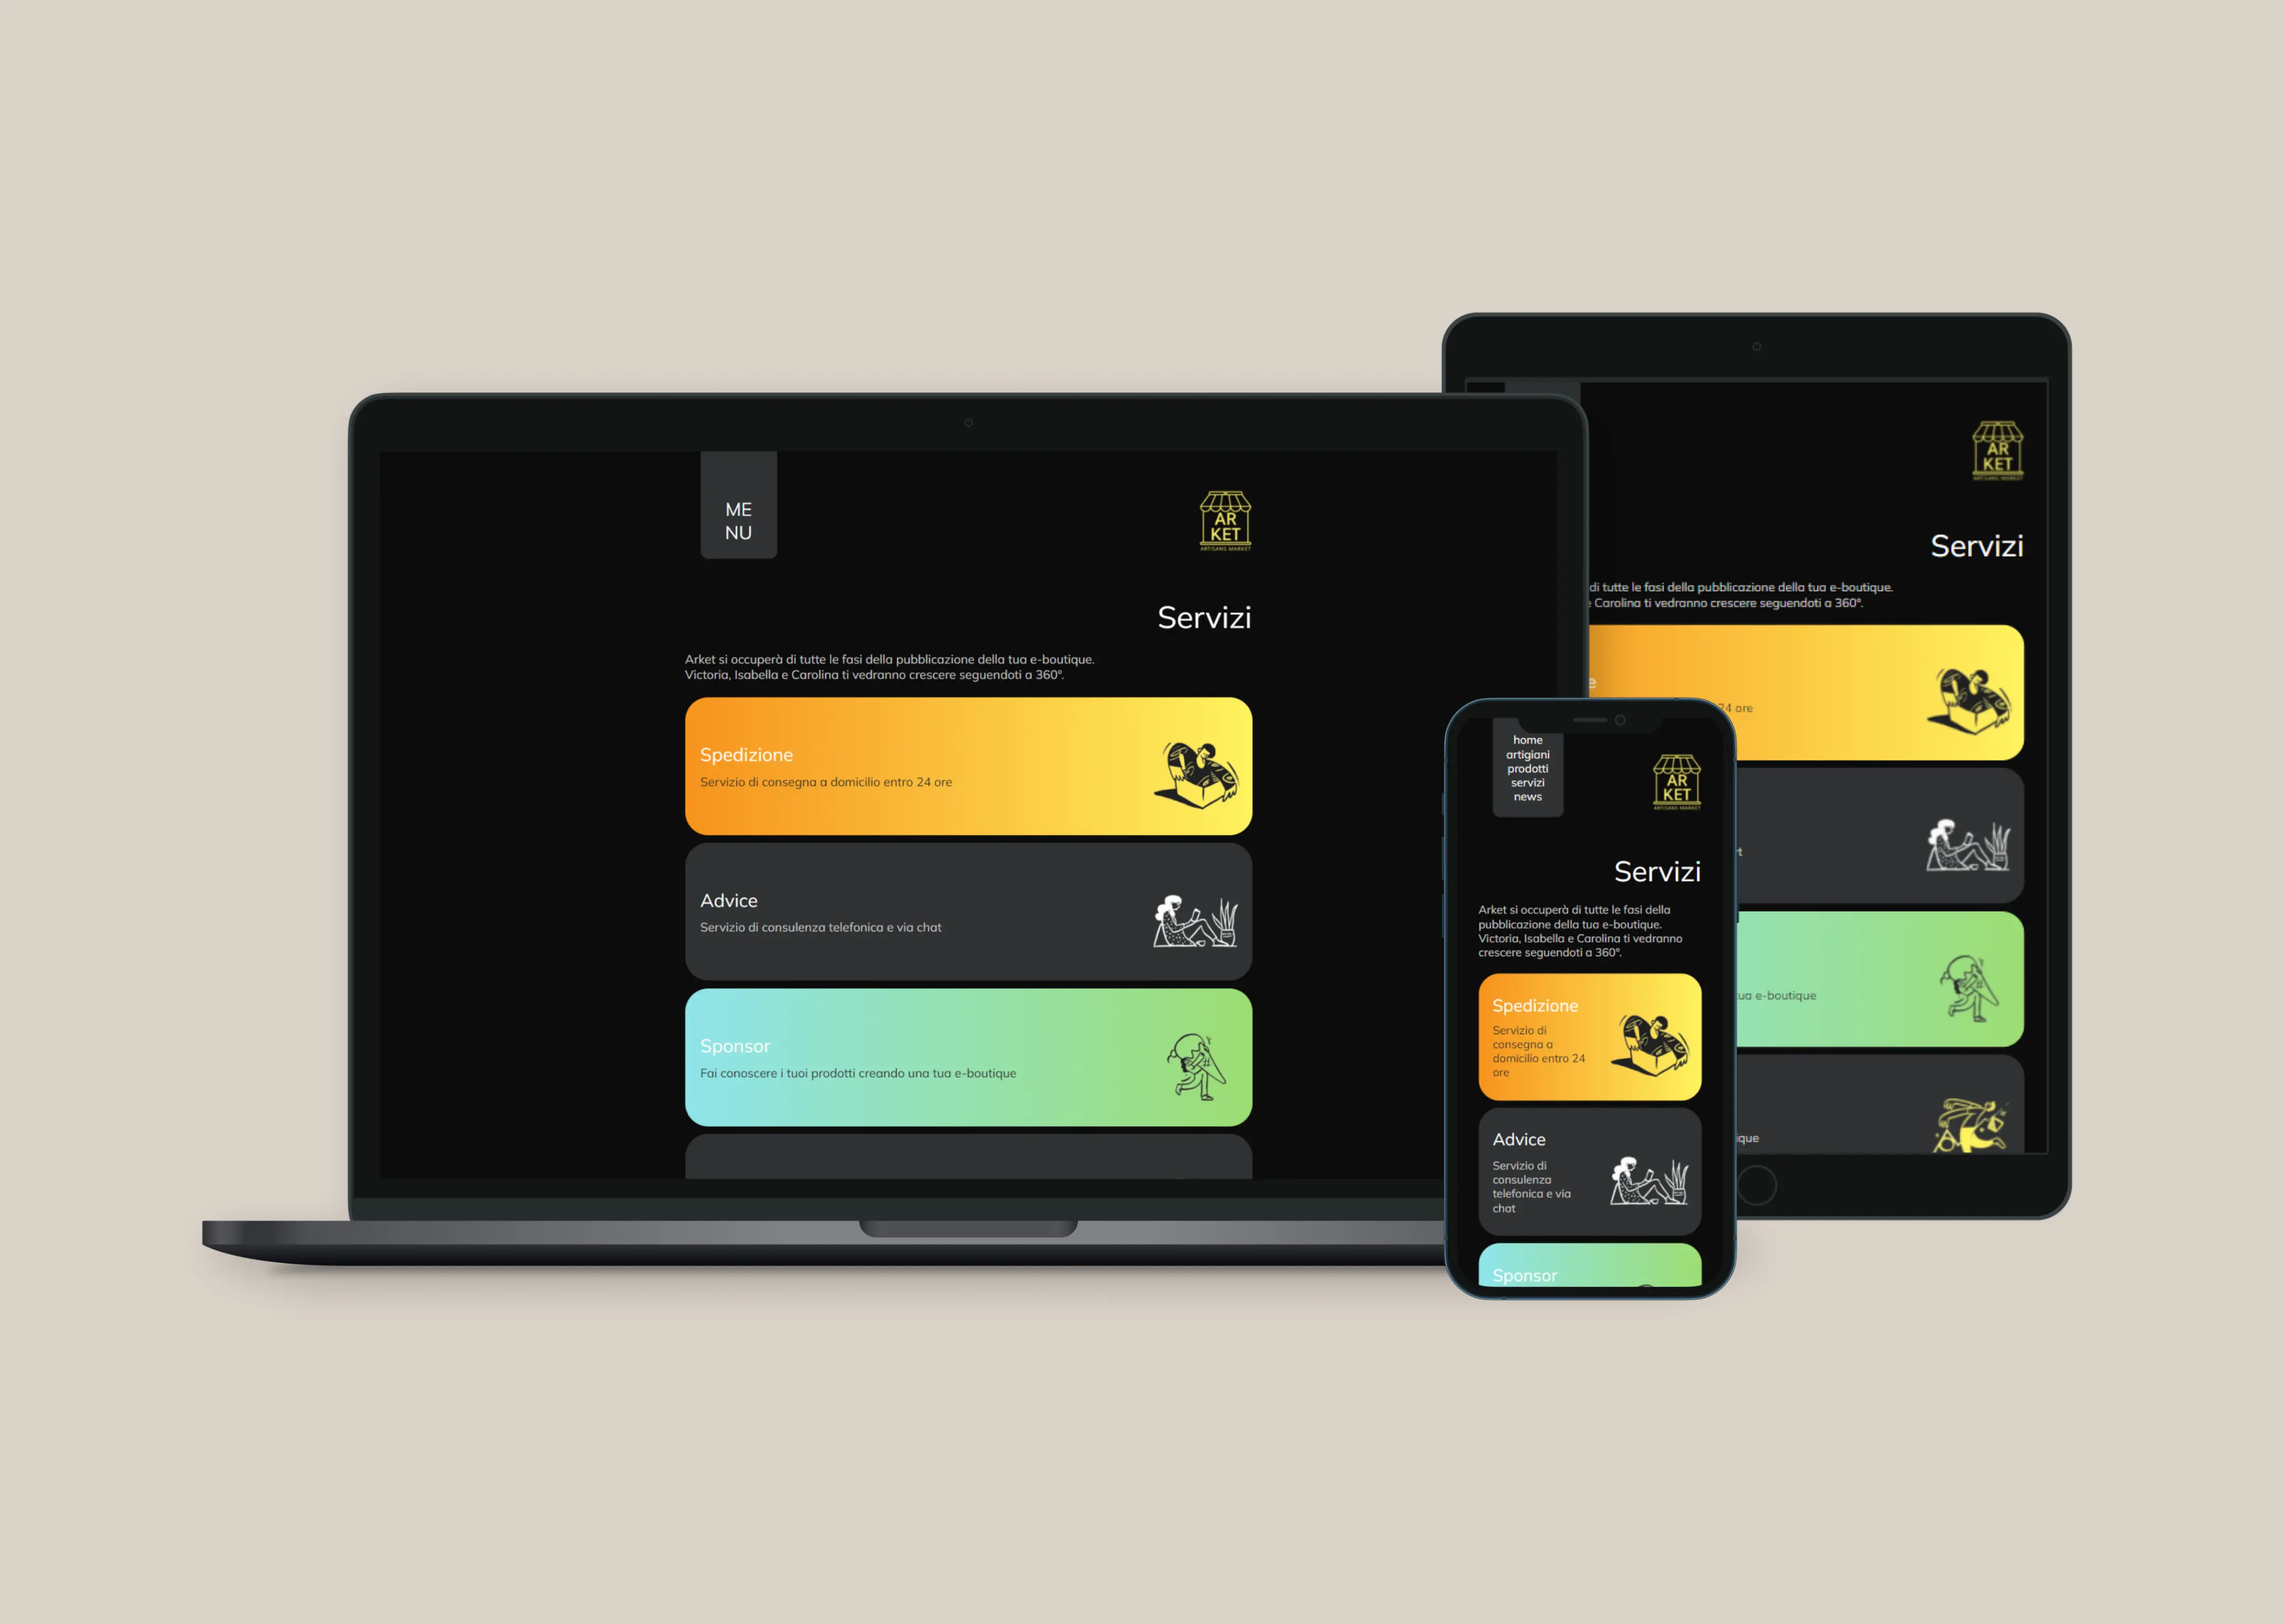 ME
NU
AR
KET
ARTISANS MARKET
Servizi
Arket si occuperà di tutte le fasi della pubblicazione della tua e-boutique.
Victoria, Isabella e Carolina ti vedranno crescere seguendoti a 360°.
Spedizione
Servizio di consegna a domicilio entro 24 ore
Advice
Servizio di consulenza telefonica e via chat
Sponsor
Fai conoscere i tuoi prodotti creando una tua e-boutique
AR
KET
ARTISANS MARKET
Servizi
di tutte le fasi della pubblicazione della tua e-boutique.
Carolina ti vedranno crescere seguendoti a 360°.
24 ore
tua e-boutique
home
artigiani
prodotti
servizi
news
AR
KET
ARTISANS MARKET
Servizi
Arket si occuperà di tutte le fasi della
pubblicazione della tua e-boutique.
Victoria, Isabella e Carolina ti vedranno
crescere seguendoti a 360°.
Spedizione
Servizio di
consegna a
domicilio entro 24
ore
Advice
Servizio di
consulenza
telefonica e via
chat
Sponsor